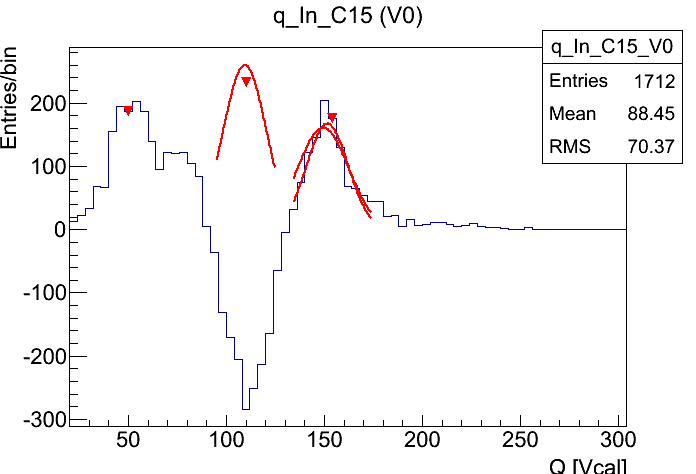 q_In_C15 (V0)
q_In_C15_V0
Entries 1712
Mean 88.45
RMS 70.37
Entries/bin
200
100
0
-100
-200
-300
50 100 150 200 250 300
Q [Vcal]